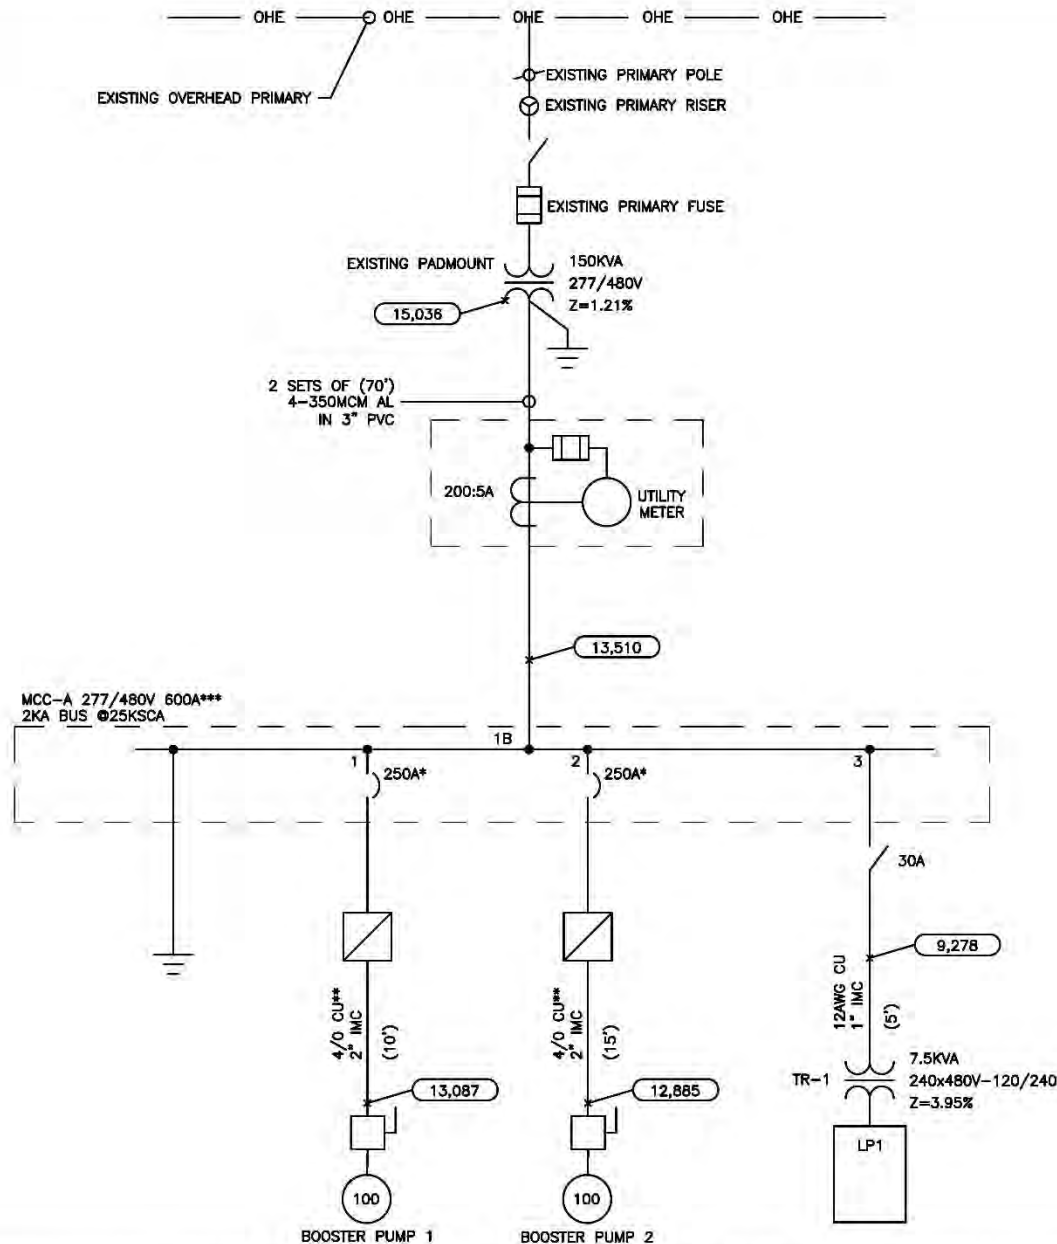 OHE OHE OHE OHE OHE
EXISTING OVERHEAD PRIMARY
EXISTING PRIMARY POLE
EXISTING PRIMARY RISER
EXISTING PRIMARY FUSE
EXISTING PADMOUNT
150KVA
277/480V
Z=1.21%
15,036
2 SETS OF (70')
4-350MCM AL
IN 3" PVC
200:5A
UTILITY
METER
13,510
MCC-A 277/480V 600A***
2KA BUS @25KSCA
1B
1
250A*
2
250A*
3
30A
9,278
4/0 CU**
2" IMC
(10')
4/0 CU**
2" IMC
(15')
12AWG CU
1" IMC
(5')
13,087
12,885
TR-1
7.5KVA
240x480V-120/240
Z=3.95%
LP1
100
100
BOOSTER PUMP 1
BOOSTER PUMP 2